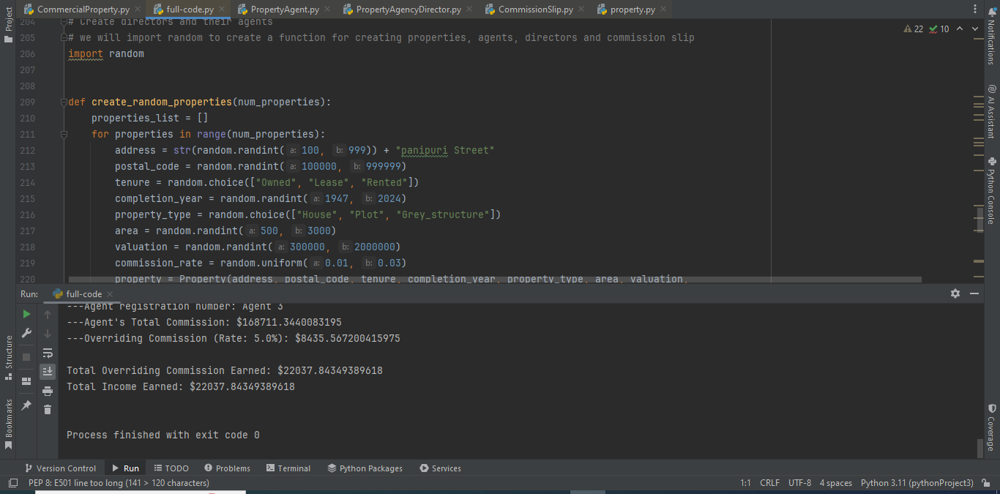 CommercialProperty.py full-code.py PropertyAgent.py PropertyAgencyDirector.py CommissionSlip.py property.py
Project
204 # Create directors and their agents
205 # we will import random to create a function for creating properties, agents, directors and commission slip
22 10
206 import random
207
208
209 def create_random_properties(num_properties):
210 properties_list = []
211 for properties in range(num_properties):
212 address = str(random.randint( a: 100, b: 999)) + "panipuri Street"
213 postal_code = random.randint( a: 100000, b: 999999)
214 tenure = random.choice(["Owned", "Lease", "Rented"])
215 completion_year = random.randint( a: 1947, b: 2024)
216 property_type = random.choice(["House", "Plot", "Grey_structure"])
217 area = random.randint( a: 500, b: 3000)
218 valuation = random.randint( a: 300000, b: 2000000)
219 commission_rate = random.uniform( a: 0.01, b: 0.03)
220 property = Property(address, postal_code, tenure, completion_year, property_type, area, valuation,
Notifications
AI Assistant
Python Console
Run: full-code
---Agent registration number: Agent 3
---Agent's Total Commission: $168711.3440083195
---Overriding Commission (Rate: 5.0%): $8435.567200415975
Total Overriding Commission Earned: $22037.84349389618
Total Income Earned: $22037.84349389618
Process finished with exit code 0
Structure
Bookmarks
Coverage
Version Control Run TODO Problems Terminal Python Packages Services
PEP 8: E501 line too long (141 > 120 characters) 1:1 CRLF UTF-8 4 spaces Python 3.11 (pythonProject3)